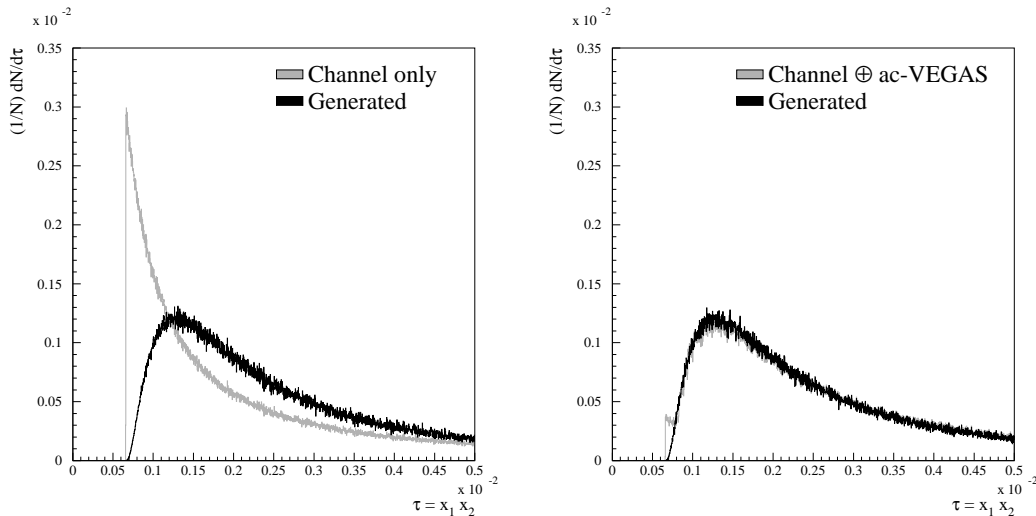 x 10 -2
0.35
0.3
0.25
0.2
0.15
0.1
0.05
0
(1/N) dN/dτ
Channel only
Generated
0 0.05 0.1 0.15 0.2 0.25 0.3 0.35 0.4 0.45 0.5
x 10 -2
τ = x1 x2
x 10 -2
0.35
0.3
0.25
0.2
0.15
0.1
0.05
0
(1/N) dN/dτ
Channel ⊕ ac-VEGAS
Generated
0 0.05 0.1 0.15 0.2 0.25 0.3 0.35 0.4 0.45 0.5
x 10 -2
τ = x1 x2